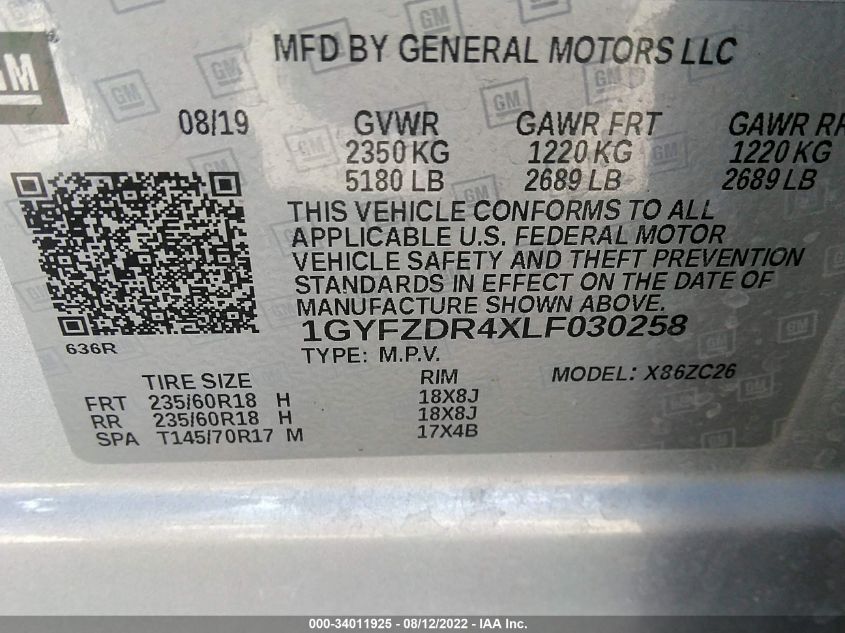 GM
MFD BY GENERAL MOTORS LLC
08/19 GVWR GAWR FRT GAWR RR
2350 KG 1220 KG 1220 KG
5180 LB 2689 LB 2689 LB
THIS VEHICLE CONFORMS TO ALL
APPLICABLE U.S. FEDERAL MOTOR
VEHICLE SAFETY AND THEFT PREVENTION
STANDARDS IN EFFECT ON THE DATE OF
MANUFACTURE SHOWN ABOVE.
1GYFZDR4XLF030258
636R
TYPE: M.P.V.
TIRE SIZE RIM MODEL: X86ZC26
FRT 235/60R18 H 18X8J
RR 235/60R18 H 18X8J
SPA T145/70R17 M 17X4B
000-34011925 - 08/12/2022 - IAA Inc.